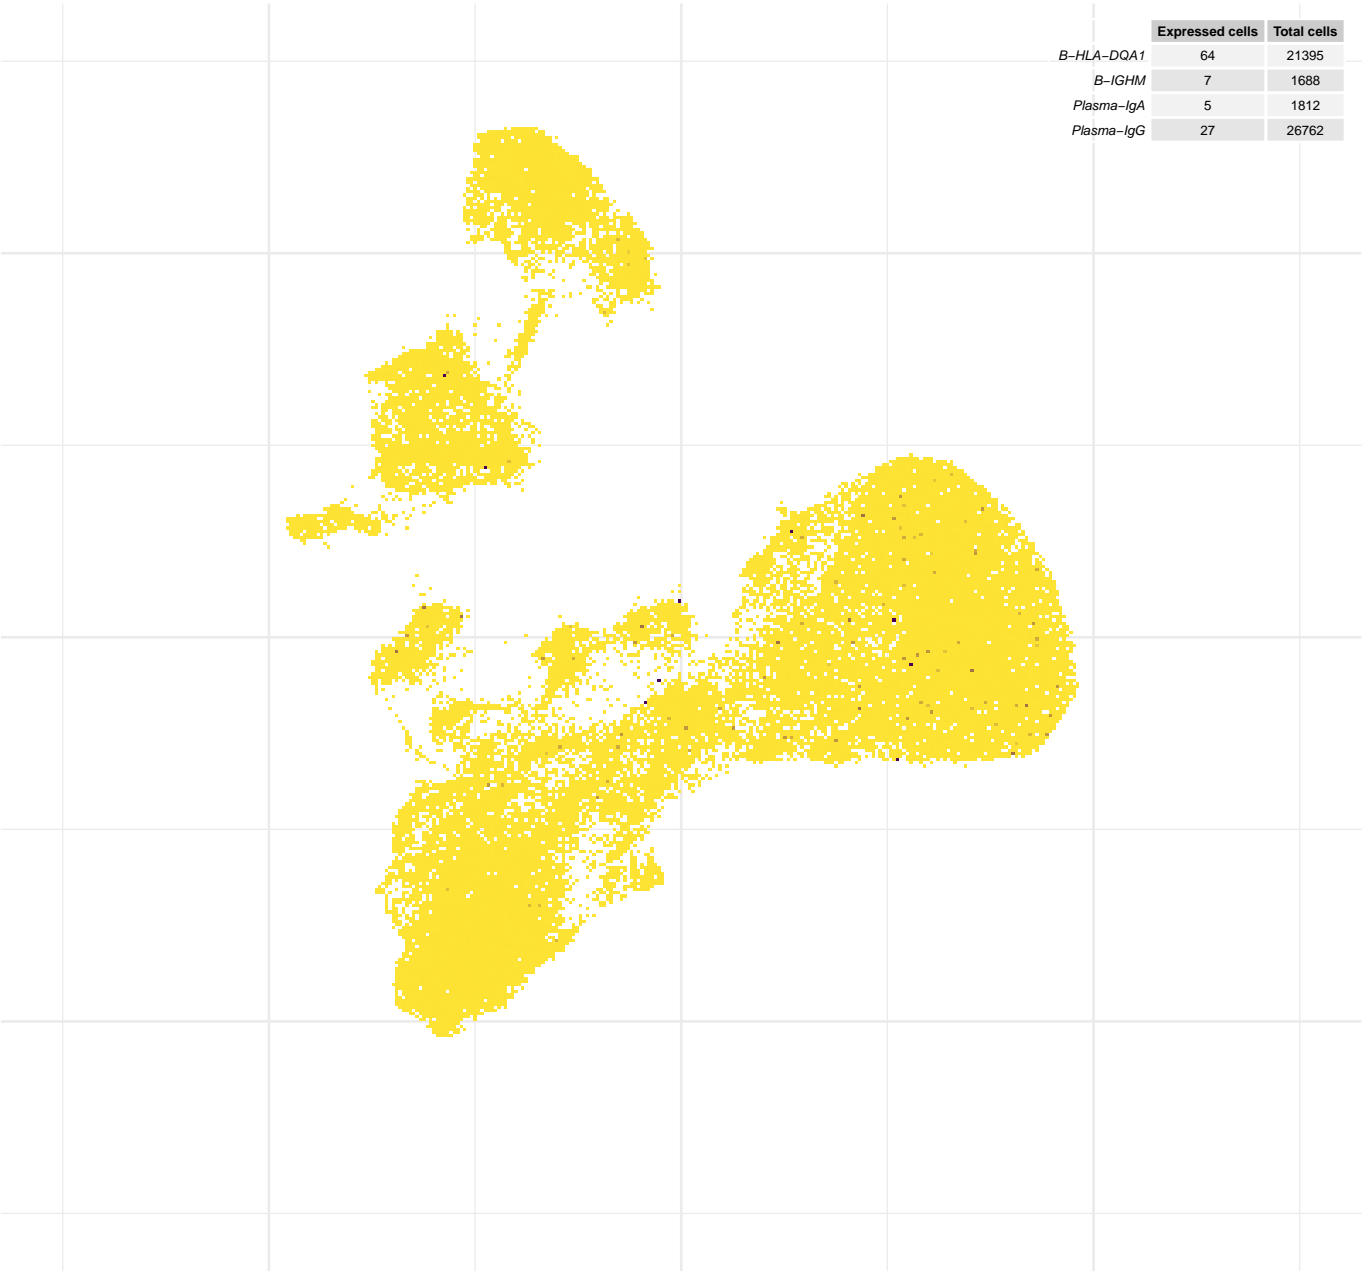 Expressed cells Total cells
B−HLA−DQA1 64 21395
B−IGHM 7 1688
Plasma−IgA 5 1812
Plasma−IgG 27 26762